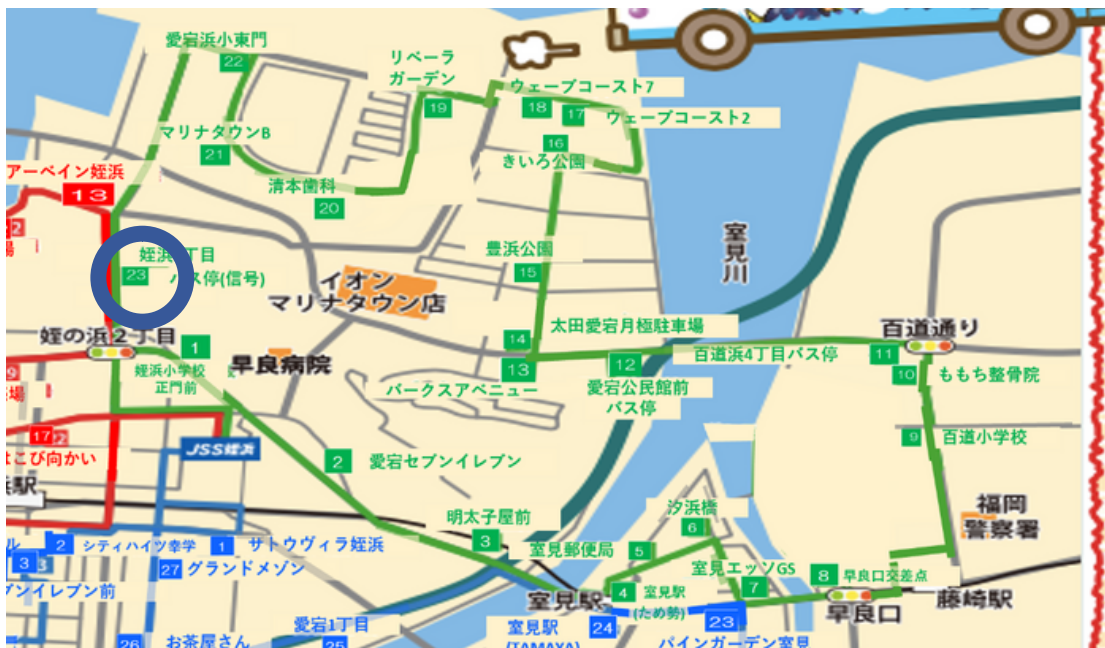 愛宕浜小東門
22
リベーラ
ガーデン
19
ウェーブコースト7
18
17
ウェーブコースト2
16
きいろ公園
マリナタウンB
21
アーベイン姪浜
13
清本歯科
20
豊浜公園
15
室見川
23
バス停(信号)
イオン
マリナタウン店
姪の浜2丁目
1
姪浜小学校
正門前
早良病院
14
太田愛宕月極駐車場
13
パークスアベニュー
12
愛宕公民館前
バス停
百道浜4丁目バス停
百道通り
11
10
ももち整骨院
9
百道小学校
17
はこび向かい
JSS姪浜
2
愛宕セブンイレブン
明太子屋前
3
汐浜橋
6
福岡
警察署
2
シティハイツ幸学
1
サトウヴィラ姪浜
3
27
グランドメゾン
室見郵便局
5
室見エッソGS
7
8
早良口交差点
4
室見駅
(ため勢)
室見駅
早良口
藤崎駅
26
お茶屋さん
愛宕1丁目
25
室見駅
(TAMAYA)
24
23
パインガーデン室見